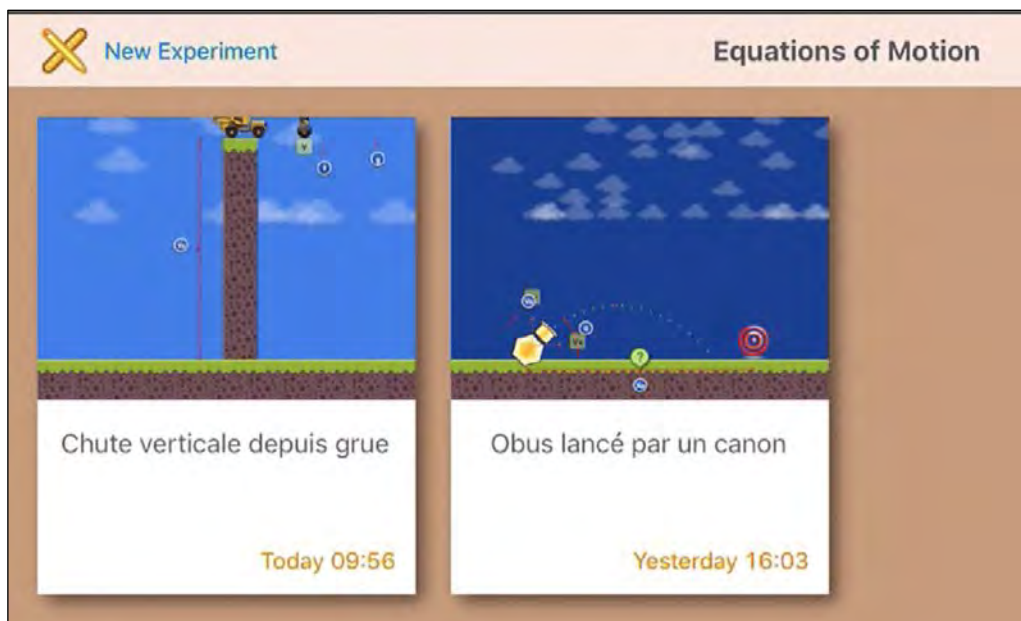 New Experiment
Equations of Motion
Chute verticale depuis grue
Obus lancé par un canon
Today 09:56
Yesterday 16:03